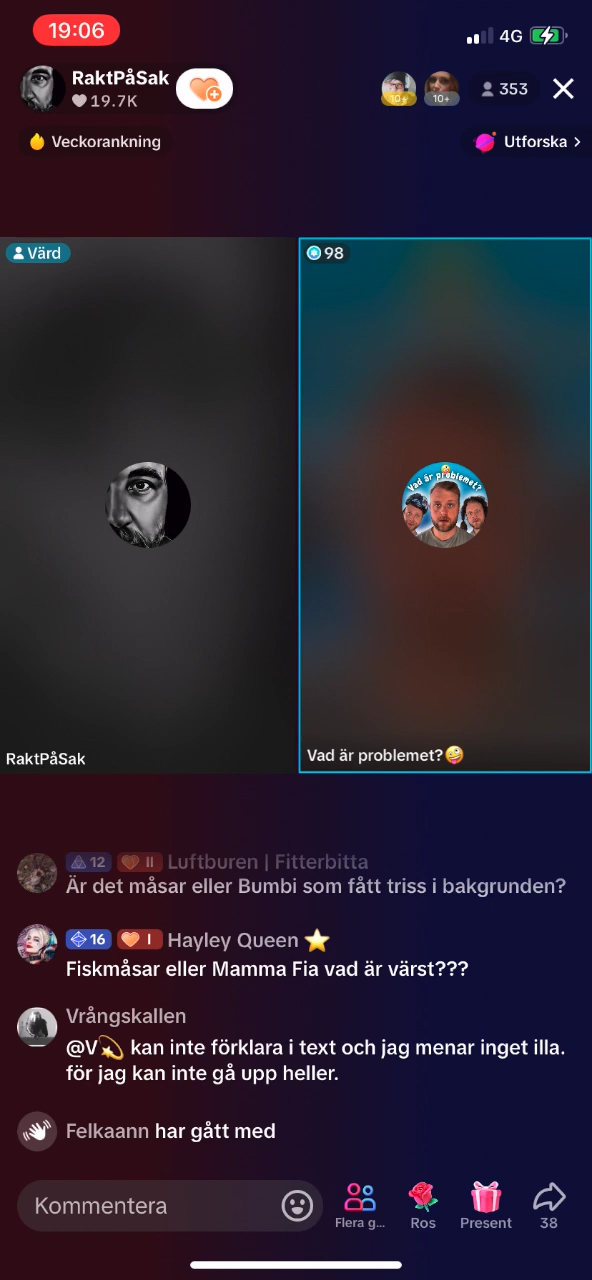 19:06
4G
RaktPåSak
19.7K
10+
10+
353
Veckorankning
Utforska >
Värd
98
Vad är problemet?
RaktPåSak
Vad är problemet?🤪
12 II Luftburen | Fitterbitta
Är det måsar eller Bumbi som fått triss i bakgrunden?
16 I Hayley Queen ⭐
Fiskmåsar eller Mamma Fia vad är värst???
Vrångskallen
@V💫 kan inte förklara i text och jag menar inget illa.
för jag kan inte gå upp heller.
Felkaann har gått med
Kommentera
Flera g...
Ros
Present
38